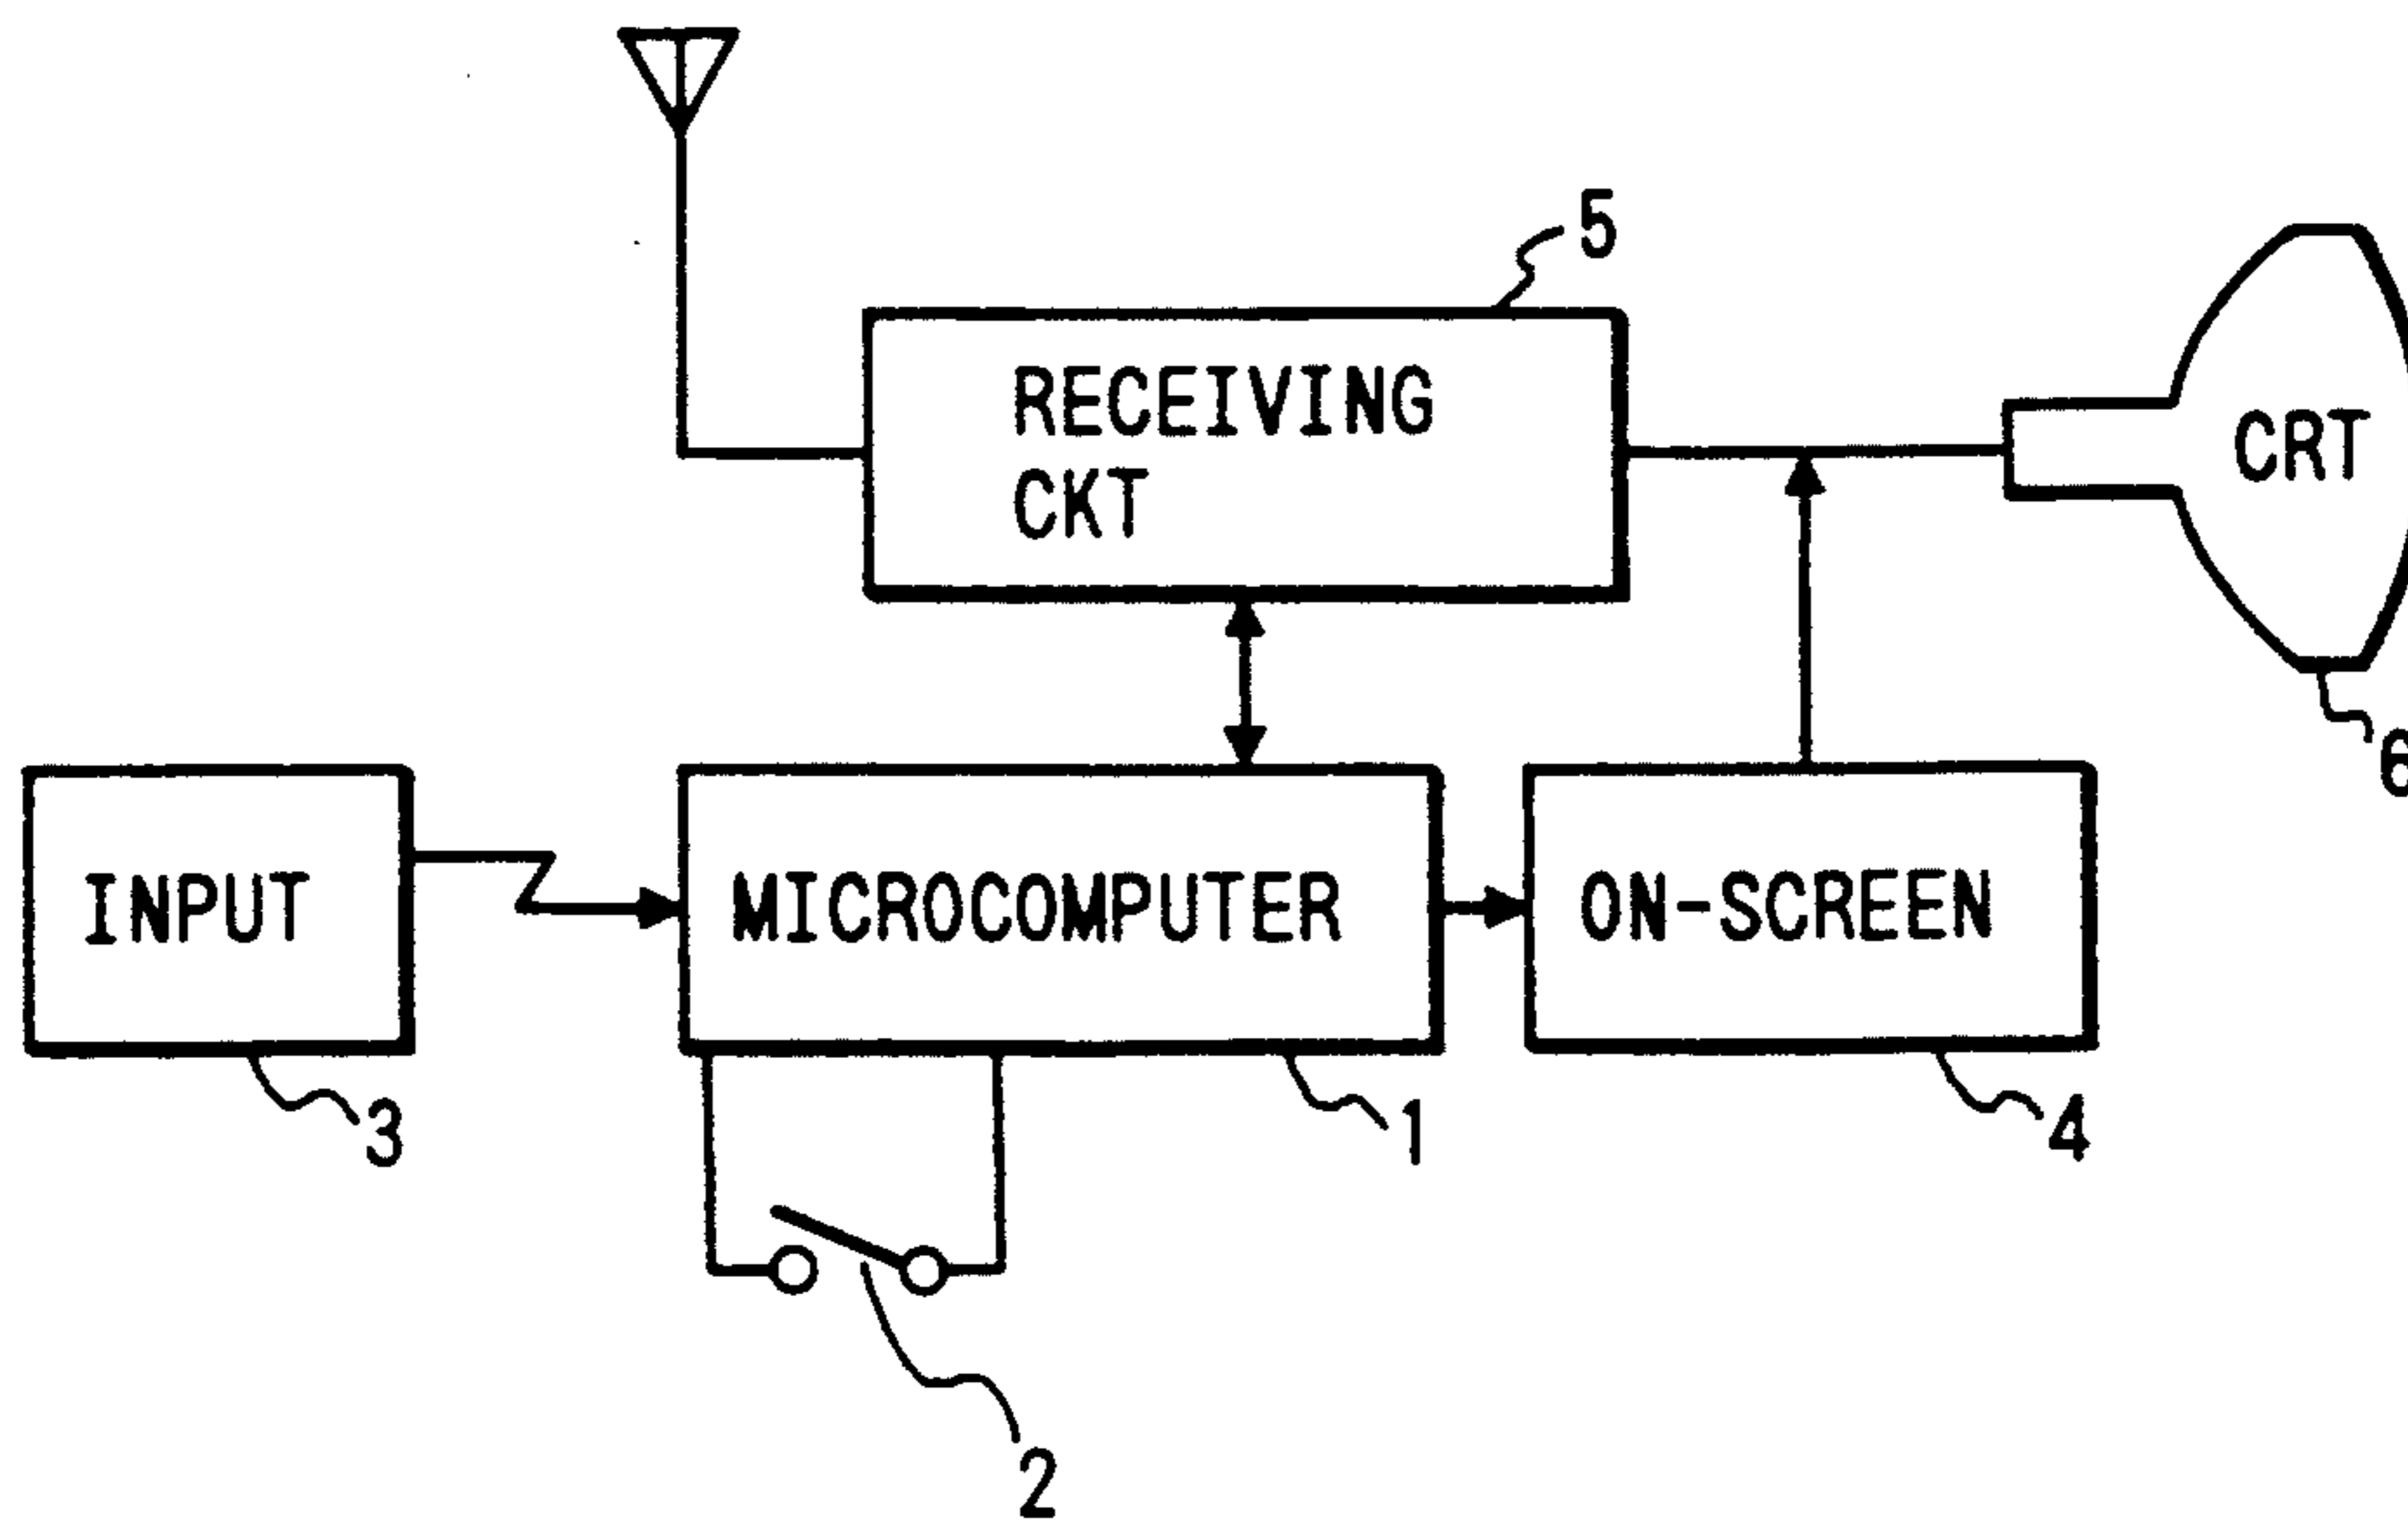 5
RECEIVING
CKT
CRT
6
INPUT
MICROCOMPUTER
ON-SCREEN
3
1
4
2